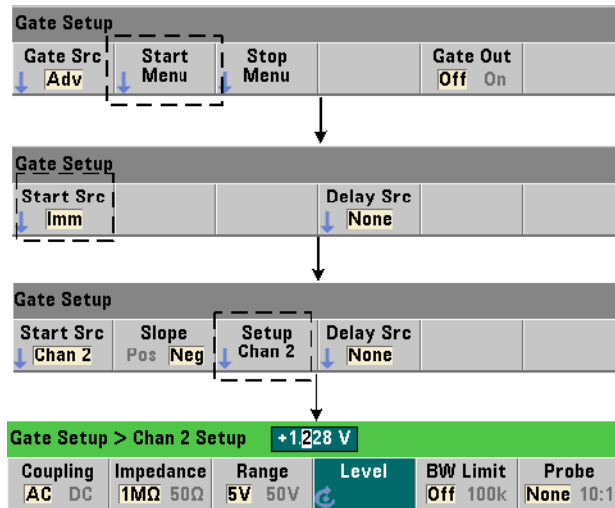 Gate Setup
Gate Src Start Stop Gate Out
Adv Menu Menu Off On
Gate Setup
Start Src Delay Src
Imm None
Gate Setup
Start Src Slope Setup Delay Src
Chan 2 Pos Neg Chan 2 None
Gate Setup > Chan 2 Setup +1.228 V
Coupling Impedance Range Level BW Limit Probe
AC DC 1MΩ 50Ω 5V 50V Off 100k None 10:1